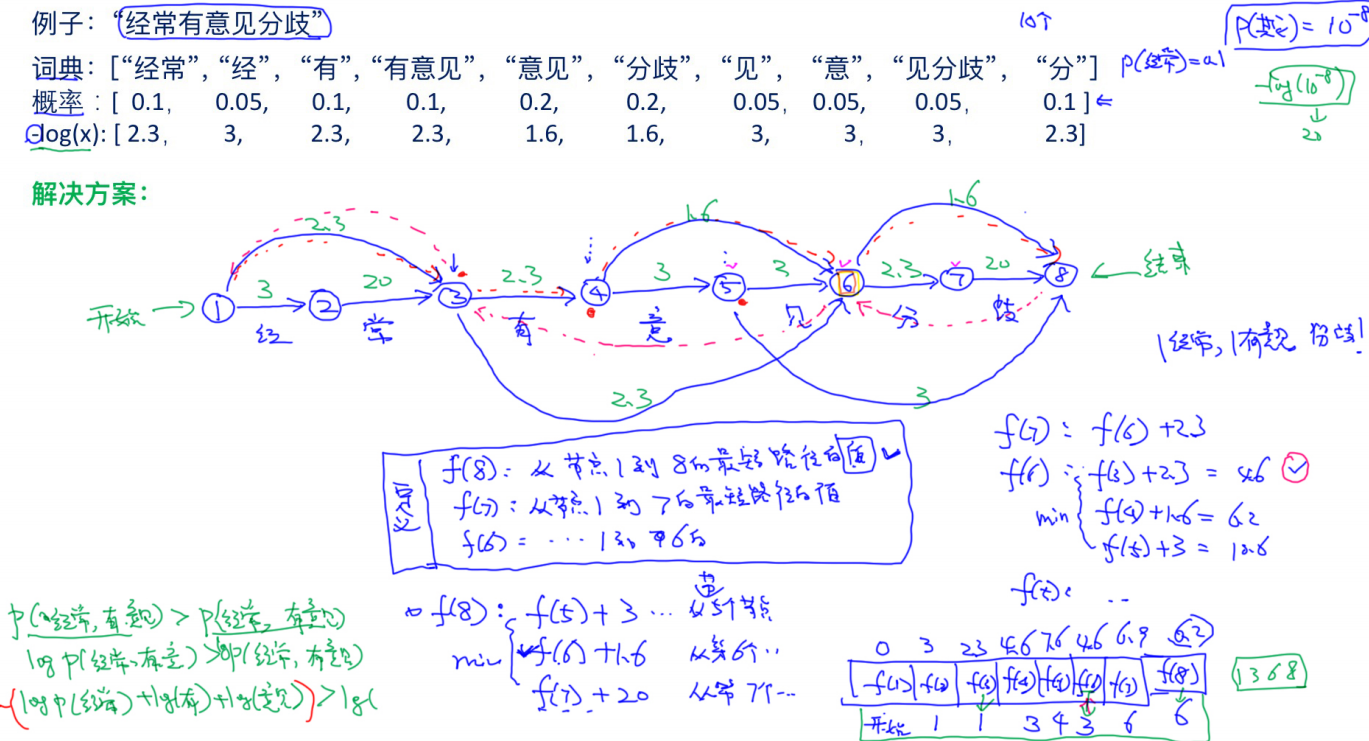 例子：“经常有意见分歧”
10个
P(其它) = 10⁻⁸
词典：[“经常”, “经”, “有”, “有意见”, “意见”, “分歧”, “见”, “意”, “见分歧”, “分”]
p(经常)=0.1
概率：[ 0.1, 0.05, 0.1, 0.1, 0.2, 0.2, 0.05, 0.05, 0.05, 0.1 ] ←
-log(10⁻⁸)
↓
20
-log(x): [ 2.3, 3, 2.3, 2.3, 1.6, 1.6, 3, 3, 3, 2.3]
解决方案：
2.3 1.6 1.6
3 20 2.3 3 3 2.3 20
开始 → 1 2 3 4 5 6 7 8 ← 结束
经 常 有 意 见 分 歧
2.3 3
|经常, |有意见 分歧|
定义
f(8): 从节点1到8的最短路径的值
f(7): 从节点1到7的最短路径的值
f(6) = ... 1到 6的
f(7): f(6) + 2.3
f(6): f(3) + 2.3 = 4.6
min f(4) + 1.6 = 6.2
f(5) + 3 = 10.6
f(5): ...
f(8): f(5) + 3 ... 从5个节点
min f(6) + 1.6 从第6个..
f(7) + 20 从第7个...
p(经常, 有, 意见) > p(经常, 有意见)
log p(经常, 有, 意见) > log p(经常, 有意见)
-(log p(经常) + log(有) + log(意见)) > log(
0 3 2.3 4.6 7.6 4.6 6.9 6.2
f(1) f(2) f(3) f(4) f(5) f(6) f(7) f(8)
开始 1 1 3 4 3 6 6
1368